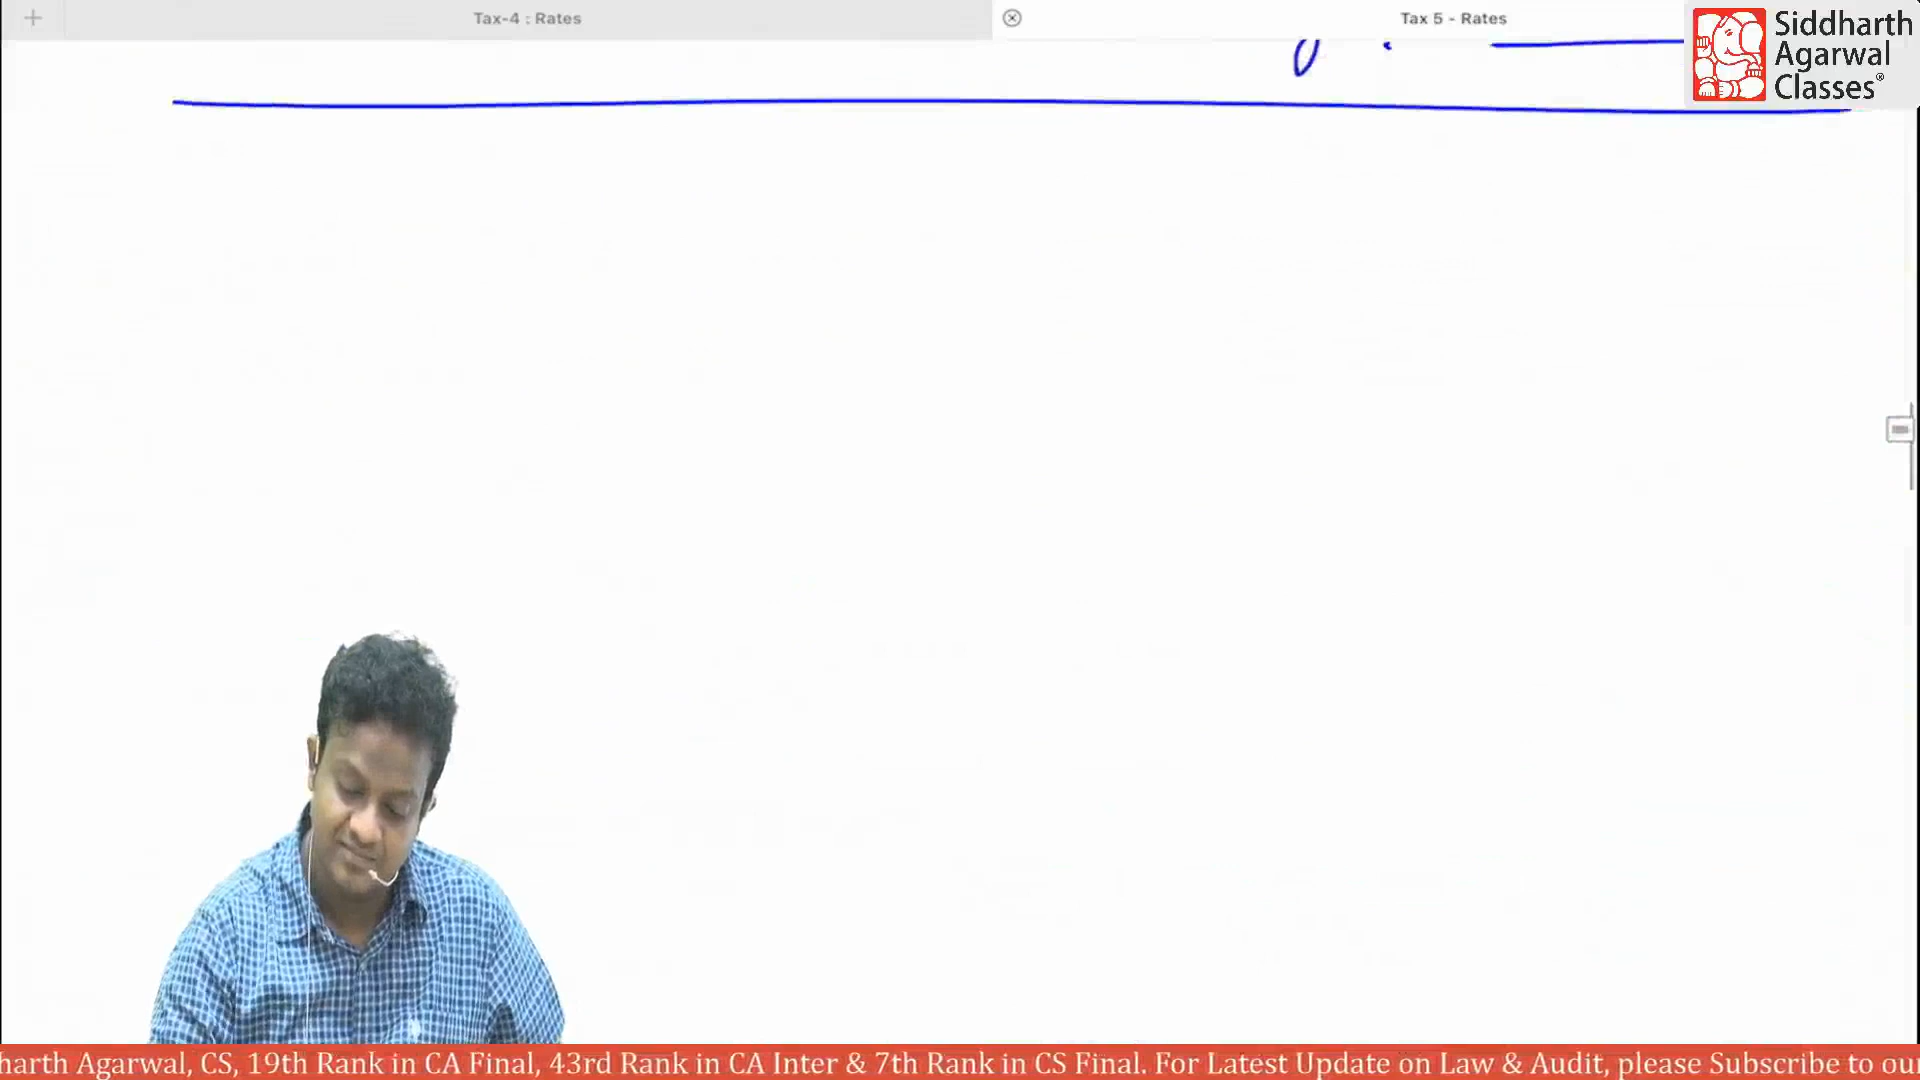 Tax-4 : Rates
Tax 5 - Rates
Siddharth
Agarwal
Classes®
harth Agarwal, CS, 19th Rank in CA Final, 43rd Rank in CA Inter & 7th Rank in CS Final. For Latest Update on Law & Audit, please Subscribe to ou